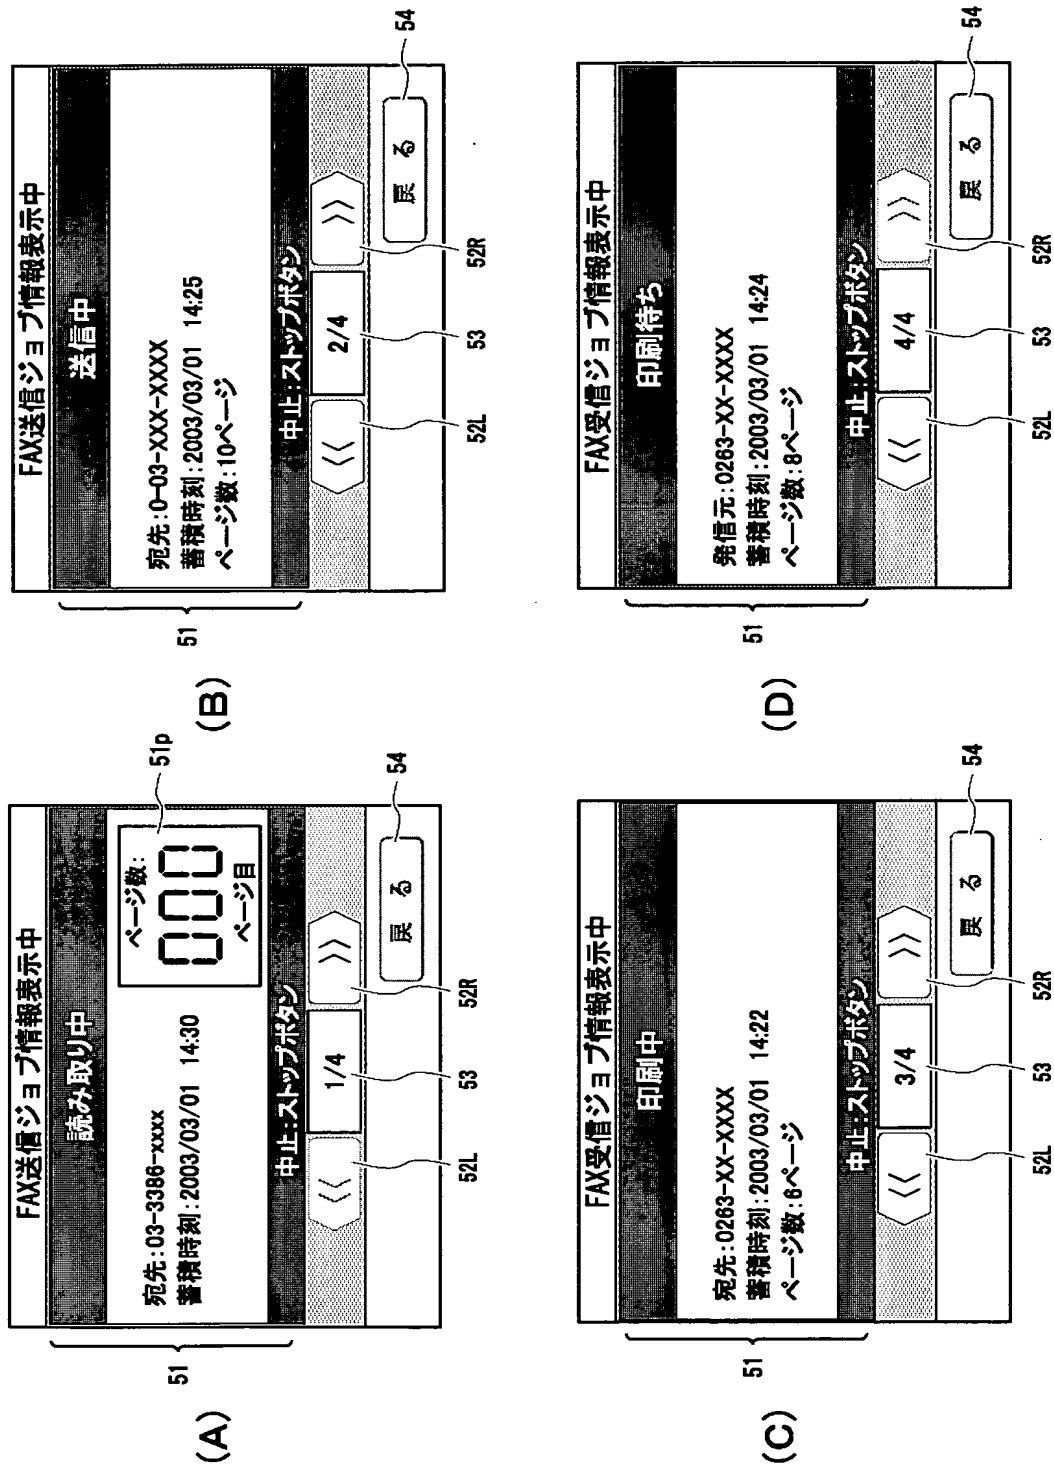 (A)
FAX送信ジョブ情報表示中
読み取り中
宛先:03-3386-xxxx
蓄積時刻:2003/03/01 14:30
ページ数:
000
ページ目
中止:ストップボタン
<<
1/4
>>
戻る
51
51p
52L
53
52R
54
(B)
FAX送信ジョブ情報表示中
送信中
宛先:0-03-XXX-XXXX
蓄積時刻:2003/03/01 14:25
ページ数:10ページ
中止:ストップボタン
<<
2/4
>>
戻る
51
52L
53
52R
54
(C)
FAX受信ジョブ情報表示中
印刷中
宛先:0263-XX-XXXX
蓄積時刻:2003/03/01 14:22
ページ数:6ページ
中止:ストップボタン
<<
3/4
>>
戻る
51
52L
53
52R
54
(D)
FAX受信ジョブ情報表示中
印刷待ち
発信元:0263-XX-XXXX
蓄積時刻:2003/03/01 14:24
ページ数:8ページ
中止:ストップボタン
<<
4/4
>>
戻る
51
52L
53
52R
54